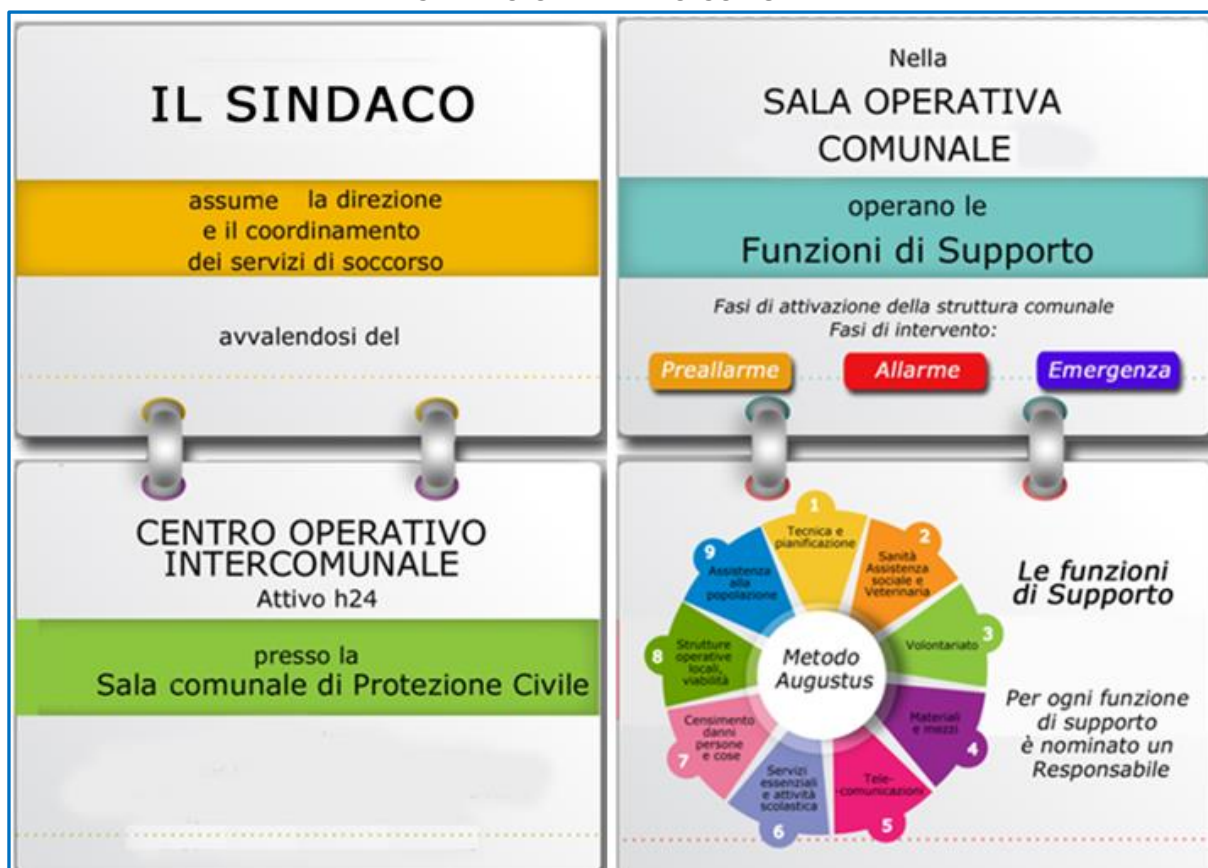 IL SINDACO
assume la direzione
e il coordinamento
dei servizi di soccorso
avvalendosi del
CENTRO OPERATIVO
INTERCOMUNALE
Attivo h24
presso la
Sala comunale di Protezione Civile
Nella
SALA OPERATIVA
COMUNALE
operano le
Funzioni di Supporto
Fasi di attivazione della struttura comunale
Fasi di intervento:
Preallarme
Allarme
Emergenza
1
Tecnica e
pianificazione
2
Sanità
Assistenza
sociale e
Veterinaria
3
Volontariato
Materiali
e mezzi
4
Tele-
-comunicazioni
5
Servizi
essenziali
e attività
scolastica
6
Censimento
danni
persone
e cose
7
Strutture
operative
locali,
viabilità
8
9
Assistenza
alla
popolazione
Metodo
Augustus
Le funzioni
di Supporto
Per ogni funzione
di supporto
è nominato un
Responsabile